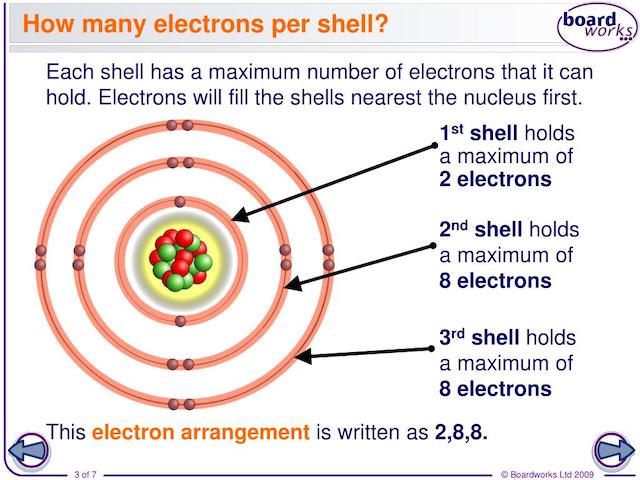 How many electrons per shell?
board
works
Each shell has a maximum number of electrons that it can
hold. Electrons will fill the shells nearest the nucleus first.
1st shell holds
a maximum of
2 electrons
2nd shell holds
a maximum of
8 electrons
3rd shell holds
a maximum of
8 electrons
This electron arrangement is written as 2,8,8.
3 of 7
© Boardworks Ltd 2009